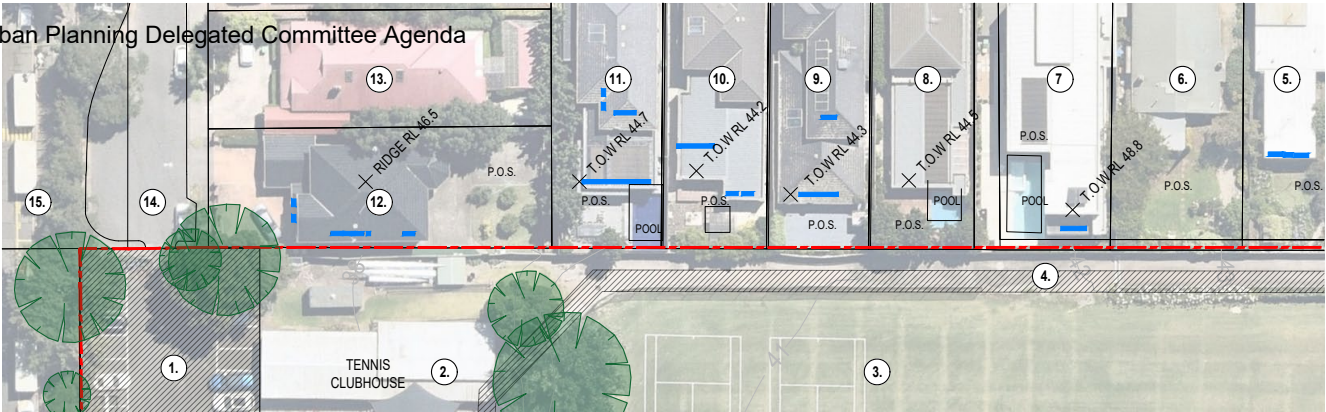 ban Planning Delegated Committee Agenda
13.
11.
10.
9.
8.
7
6.
5.
RIDGE RL 46.5
T.O.W RL 44.7
T.O.W RL 44.2
T.O.W RL 44.3
T.O.W RL 44.5
T.O.W RL 48.8
P.O.S.
P.O.S.
P.O.S.
P.O.S.
15.
14.
12.
P.O.S.
P.O.S.
P.O.S.
P.O.S.
POOL
POOL
POOL
4.
1.
TENNIS
CLUBHOUSE
2.
3.